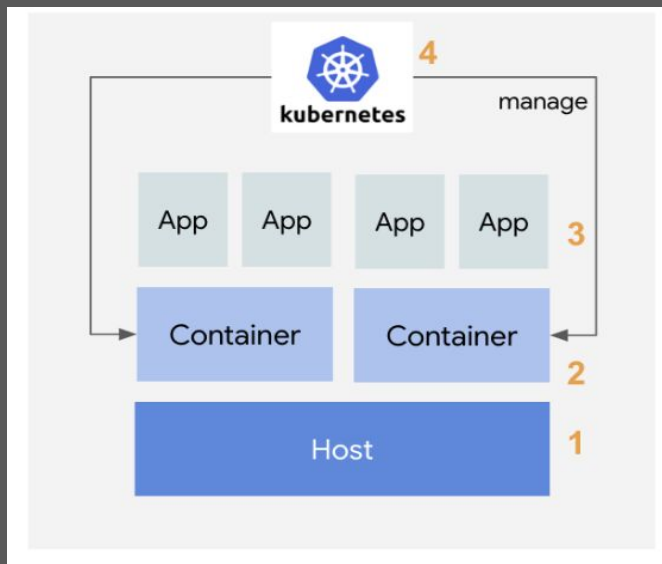 4
kubernetes
manage
App App App App
3
Container Container
2
Host
1